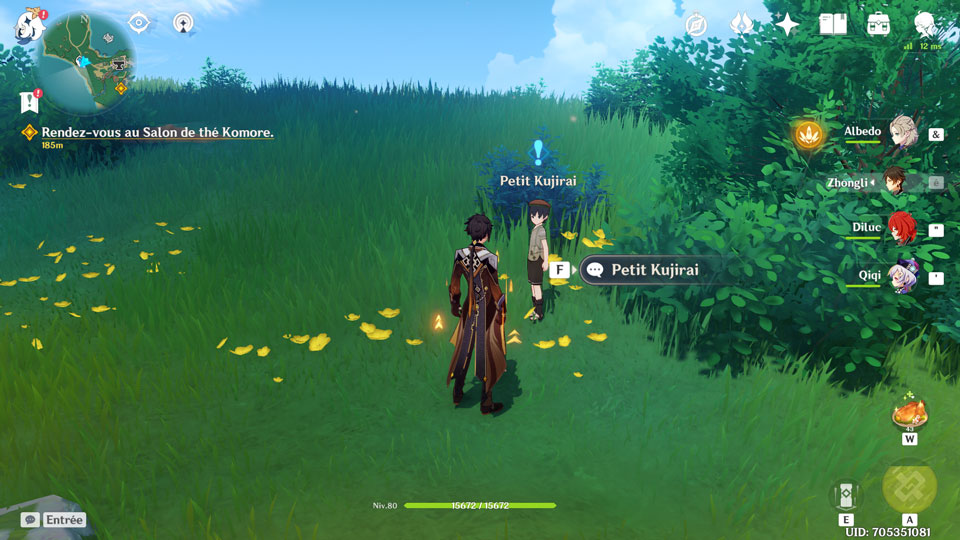 N
12 ms
Rendez-vous au Salon de thé Komore.
185m
Petit Kujirai
Albedo
&
Zhongli
Diluc
"
F
Petit Kujirai
Qiqi
'
43
W
Niv.80
15672 / 15672
Entrée
E
A
UID: 705351081